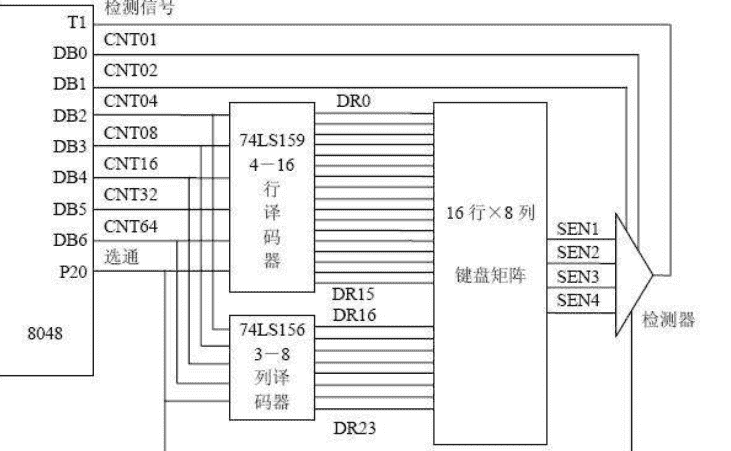 检测信号
T1
CNT01
DB0
CNT02
DB1
CNT04
DB2
DR0
CNT08
DB3
74LS159
4－16
行
译
码
器
CNT16
DB4
CNT32
DB5
CNT64
DB6
选通
P20
16 行×8 列
键盘矩阵
SEN1
SEN2
SEN3
SEN4
检测器
DR15
DR16
8048
74LS156
3－8
列译
码器
DR23